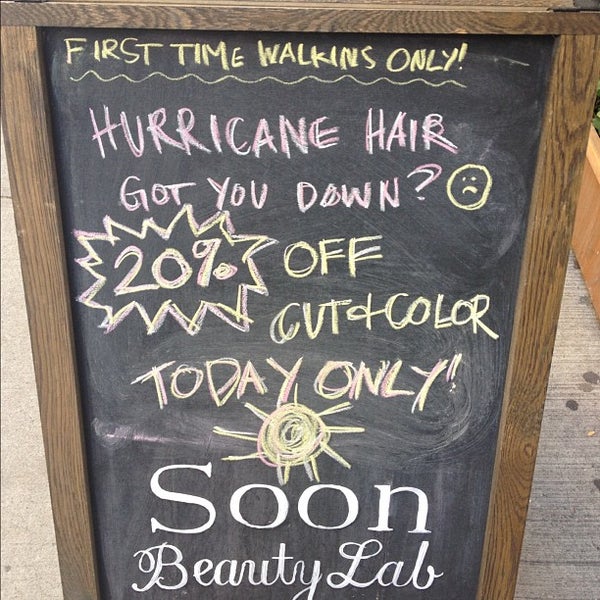 FIRST TIME WALKINS ONLY!
HURRICANE HAIR
GOT YOU DOWN?
20% OFF
CUT + COLOR
TODAY ONLY!
Soon
Beauty Lab